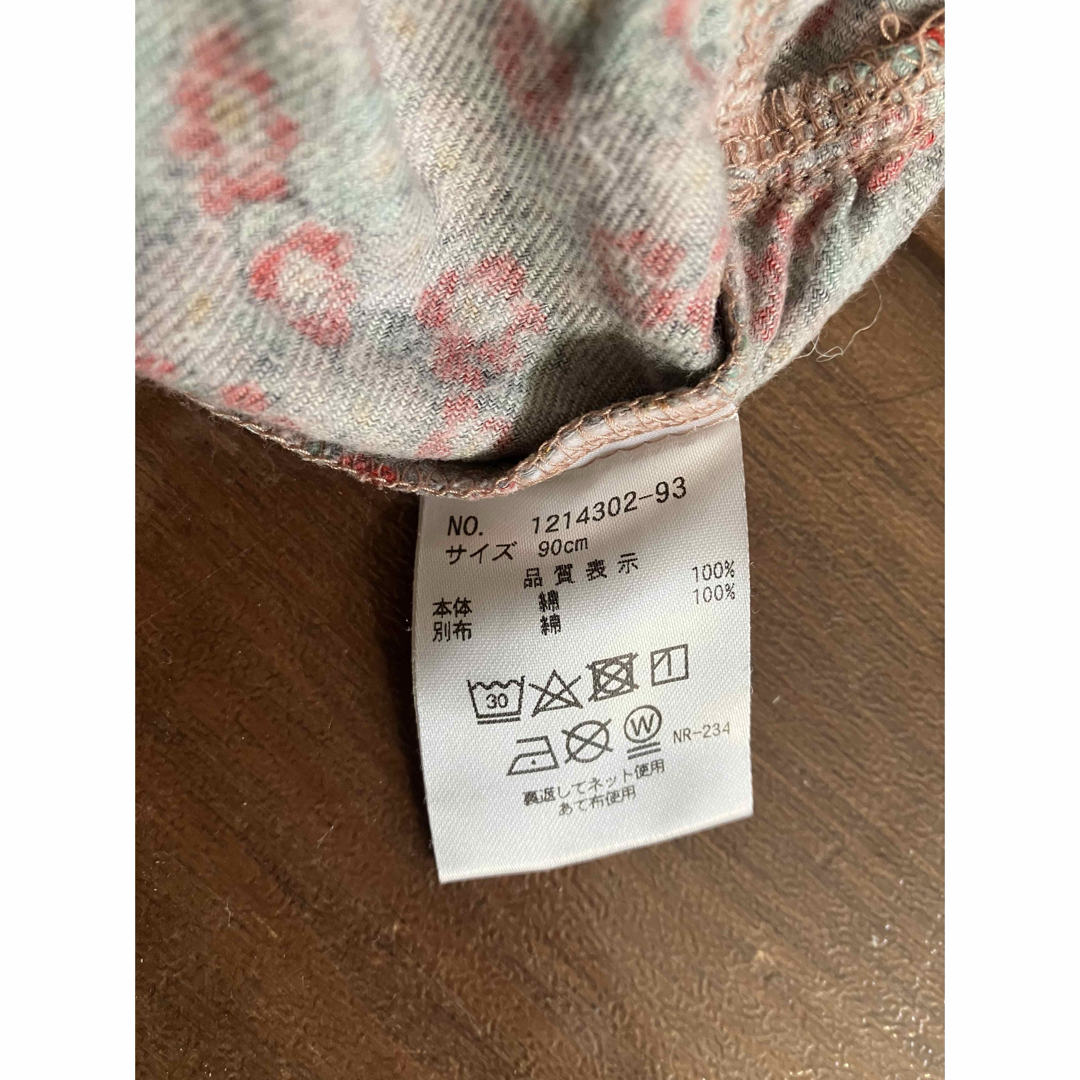 NO. 1214302-93
サイズ 90cm
品質表示
本体 綿 100%
別布 綿 100%
30
W NR-234
裏返してネット使用
あて布使用